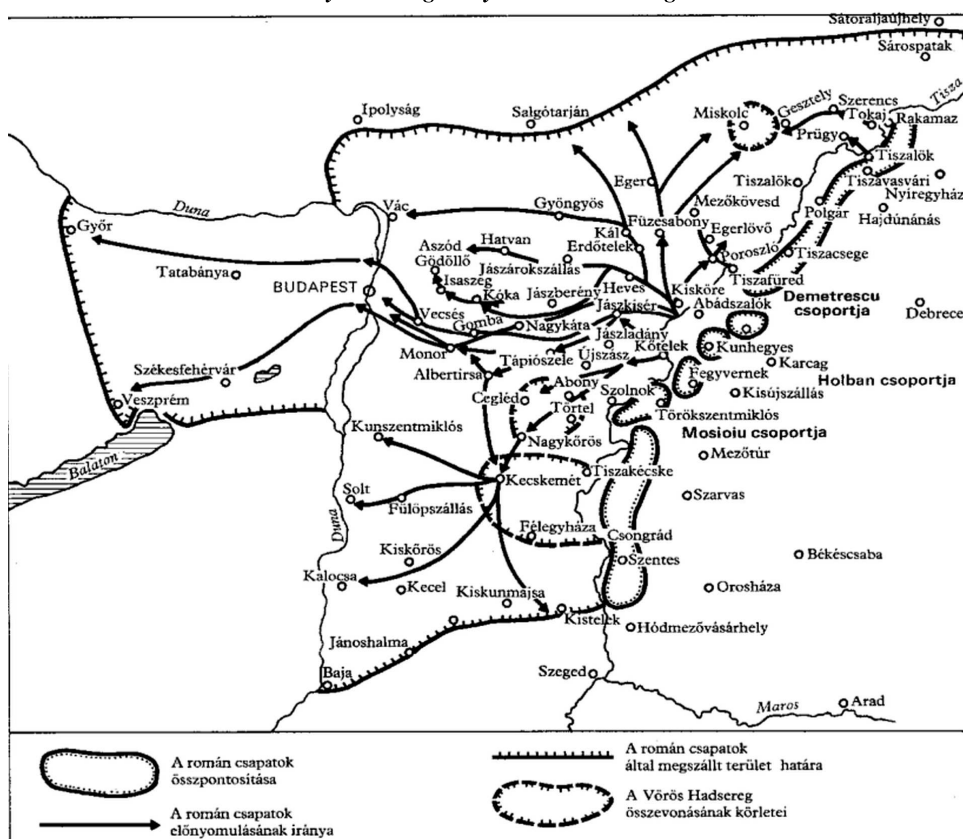 Sátoraljaújhely
Sárospatak
Tisza
Ipolyság
Salgótarján
Miskolc
Gesztely
Szerencs
Tokaj
Rakamaz
Prügy
Tiszalök
Tiszavasvári
Nyíregyház
Eger
Tiszalök
Mezőkövesd
Polgár
Hajdúnánás
Duna
Vác
Gyöngyös
Füzesabony
Győr
Kál
Egerlövő
Aszód
Hatvan
Erdőtelek
Poroszló
Tiszacsege
Gödöllő
Jászárokszállás
Tiszafüred
Tatabánya
Isaszeg
Heves
Kisköre
BUDAPEST
Kóka
Jászberény
Jászkisér
Abádszalók
Demetrescu
csoportja
Debrece
Vecsés
Gomba
Nagykáta
Jászladány
Monor
Tápiószele
Újszász
Kőtelek
Kunhegyes
Karcag
Székesfehérvár
Albertirsa
Abony
Fegyvernek
Holban csoportja
Veszprém
Cegléd
Szolnok
Kisújszállás
Törtel
Törökszentmiklós
Kunszentmiklós
Nagykőrös
Mosioiu csoportja
Balaton
Mezőtúr
Kecskemét
Tiszakécske
Solt
Fülöpszállás
Szarvas
Duna
Félegyháza
Csongrád
Kiskőrös
Szentes
Békéscsaba
Kalocsa
Kecel
Kiskunmajsa
Orosháza
Kistelek
Hódmezővásárhely
Jánoshalma
Baja
Szeged
Maros
Arad
A román csapatok
összpontosítása
A román csapatok
által megszállt terület határa
A román csapatok
előnyomulásának iránya
A Vörös Hadsereg
összevonásának körletei